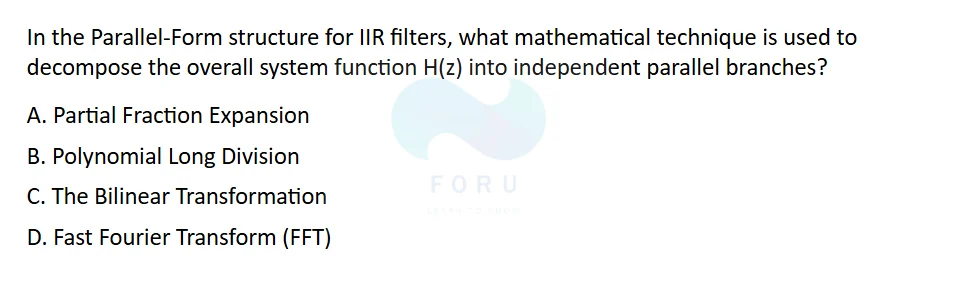 In the Parallel-Form structure for IIR filters, what mathematical technique is used to
decompose the overall system function H(z) into independent parallel branches?
A. Partial Fraction Expansion
B. Polynomial Long Division
C. The Bilinear Transformation
D. Fast Fourier Transform (FFT)
FORU